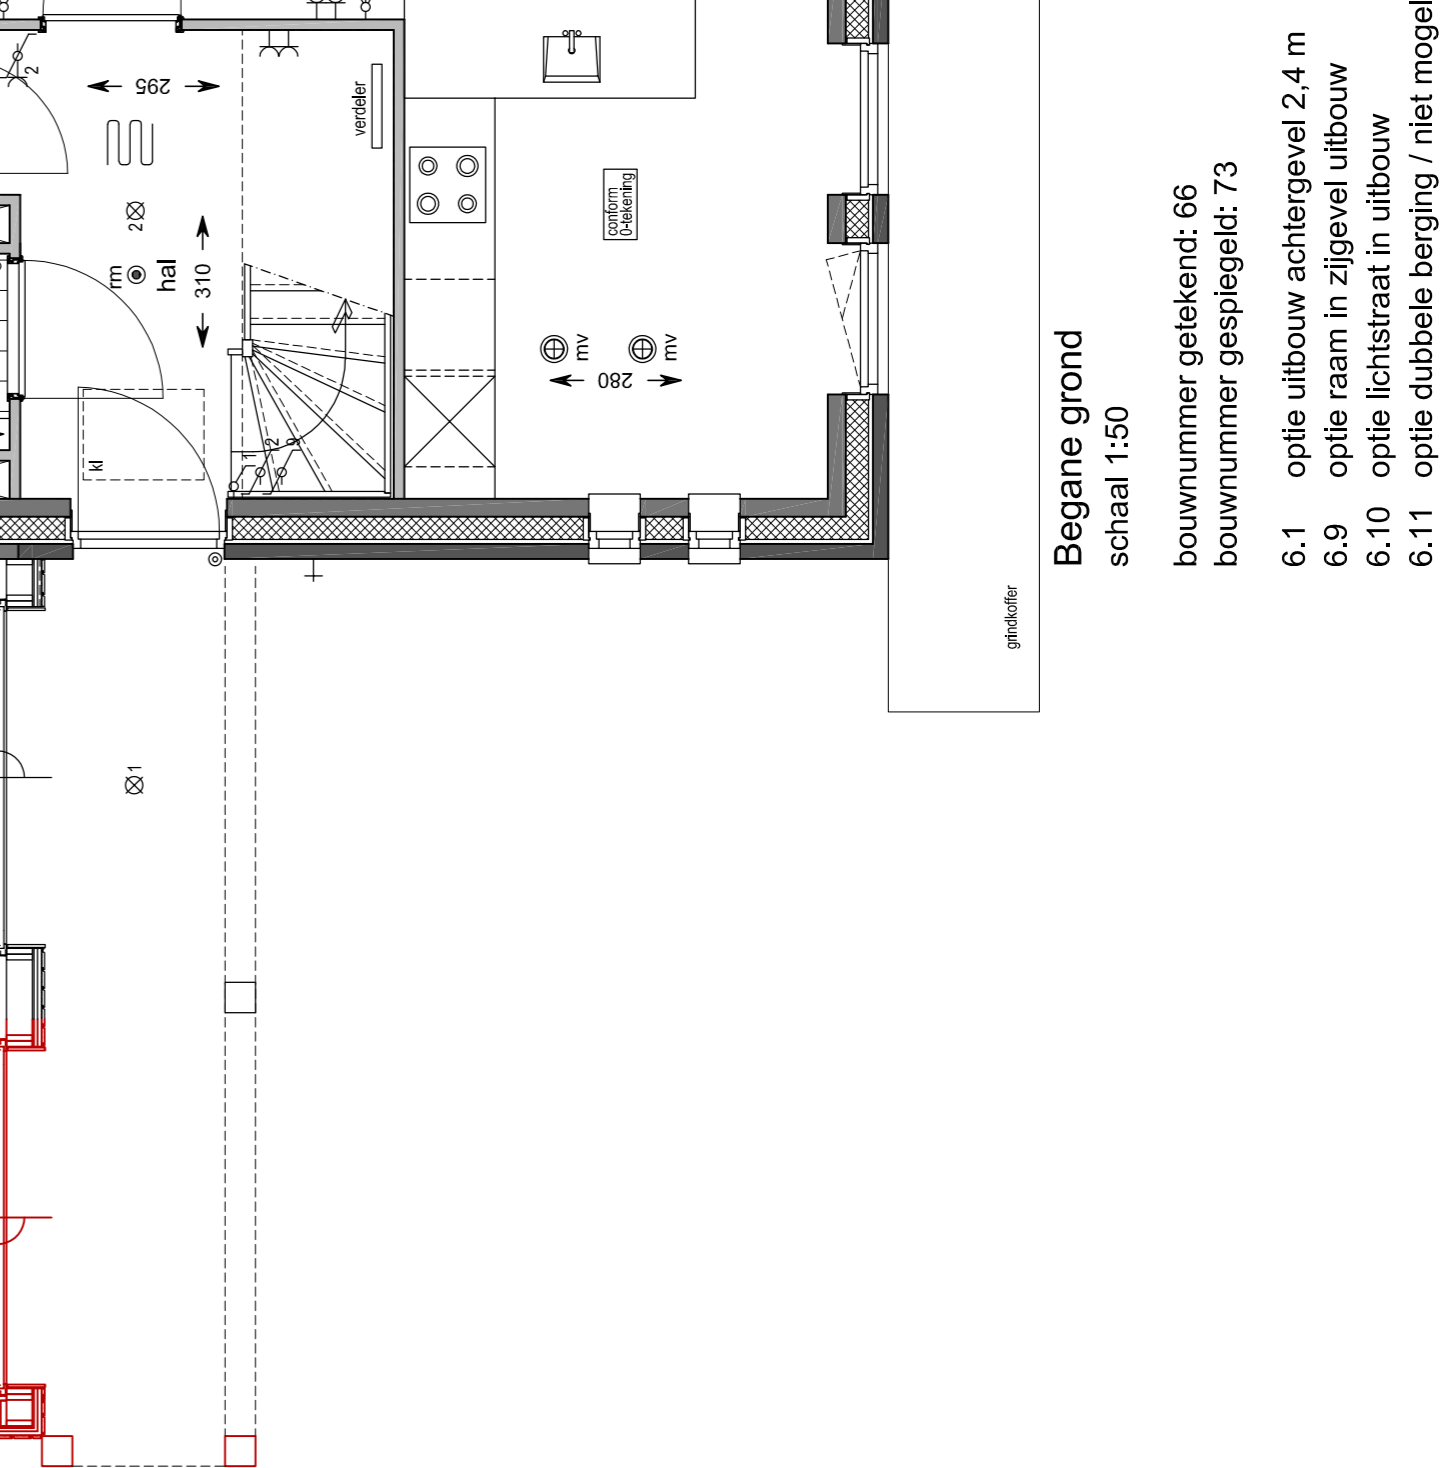 Begane grond
schaal 1:50
bouwnummer getekend: 66
bouwnummer gespiegeld: 73
6.1 optie uitbouw achtergevel 2,4 m
6.9 optie raam in zijgevel uitbouw
6.10 optie lichtstraat in uitbouw
6.11 optie dubbele berging / niet mogel
2
295
verdeler
2
rm
hal
310
kl
1
2
9
conform
0-tekening
mv
mv
280
grindkoffer
1